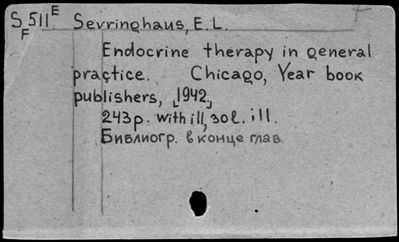 S 511 E Sevringhaus, E.L.
F
Endocrine therapy in general
practice. Chicago, Year book
publishers, [1942.]
243p. with ill, 30 l. ill.
Библиогр. в конце глав.